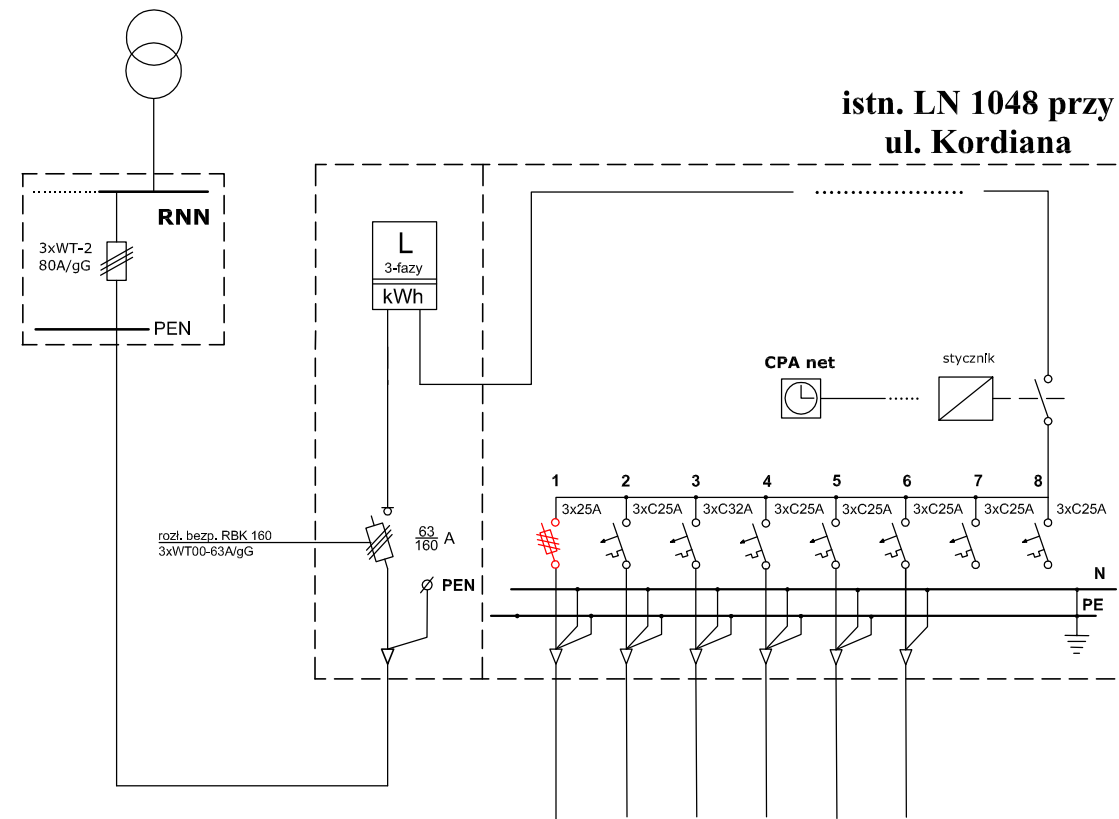 istn. LN 1048 przy
ul. Kordiana
RNN
3xWT-2
80A/gG
PEN
L
3-fazy
kWh
CPA net
stycznik
1 2 3 4 5 6 7 8
3x25A 3xC25A 3xC32A 3xC25A 3xC25A 3xC25A 3xC25A 3xC25A
rozł. bezp. RBK 160
3xWT00-63A/gG
63
160 A
PEN
N
PE